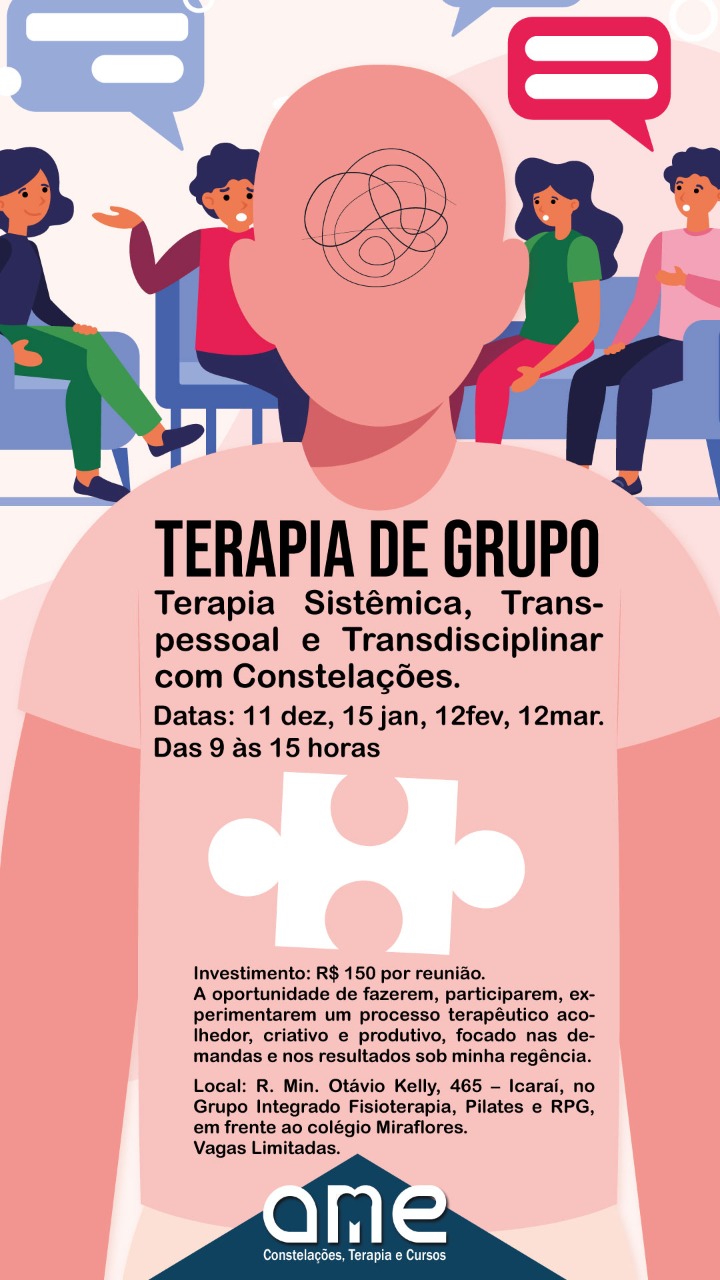 TERAPIA DE GRUPO
Terapia Sistêmica, Trans-
pessoal e Transdisciplinar
com Constelações.
Datas: 11 dez, 15 jan, 12fev, 12mar.
Das 9 às 15 horas
Investimento: R$ 150 por reunião.
A oportunidade de fazerem, participarem, ex-
perimentarem um processo terapêutico aco-
lhedor, criativo e produtivo, focado nas de-
mandas e nos resultados sob minha regência.
Local: R. Min. Otávio Kelly, 465 – Icaraí, no
Grupo Integrado Fisioterapia, Pilates e RPG,
em frente ao colégio Miraflores.
Vagas Limitadas.
ame
Constelações, Terapia e Cursos